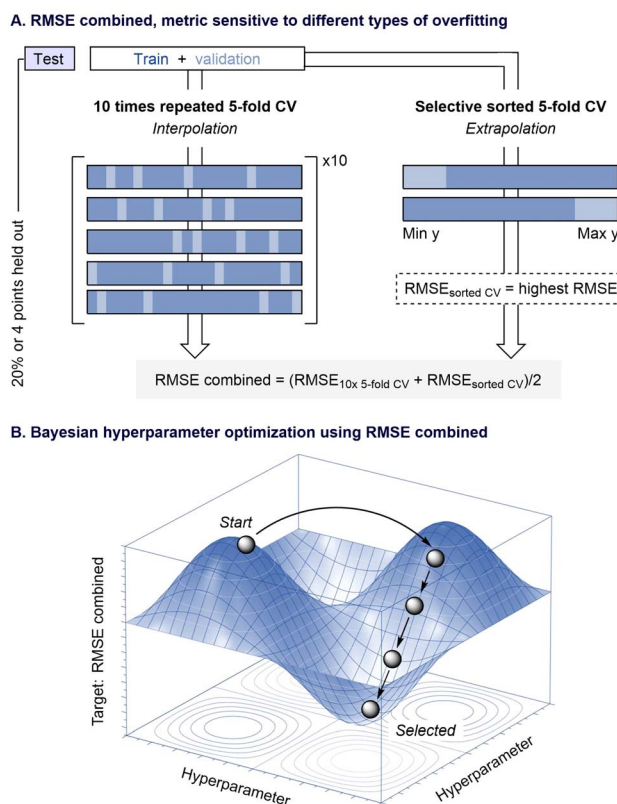 A. RMSE combined, metric sensitive to different types of overfitting
Test
Train + validation
10 times repeated 5-fold CV
Interpolation
Selective sorted 5-fold CV
Extrapolation
x10
Min y
Max y
20% or 4 points held out
RMSEsorted CV = highest RMSE
RMSE combined = (RMSE10x 5-fold CV + RMSEsorted CV)/2
B. Bayesian hyperparameter optimization using RMSE combined
Start
Target: RMSE combined
Selected
Hyperparameter
Hyperparameter